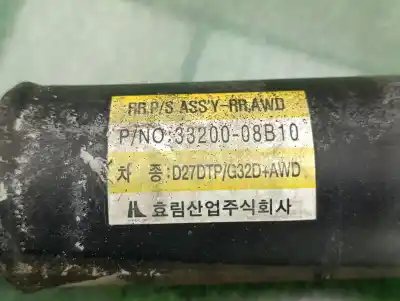 RR.P/S ASS'Y-RR.AWD
P/NO:33200-08B10
차 종:D27DTP/G32D+AWD
효림산업주식회사